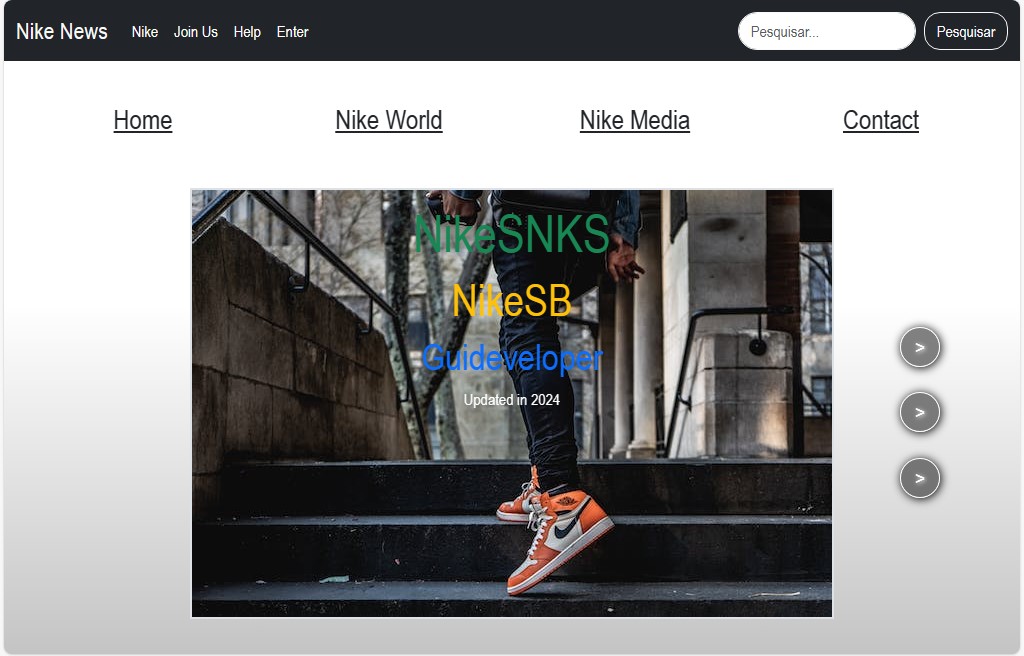 Nike News Nike Join Us Help Enter Pesquisar... Pesquisar
Home Nike World Nike Media Contact
NikeSNKS
NikeSB
Guideveloper
Updated in 2024
>
>
>